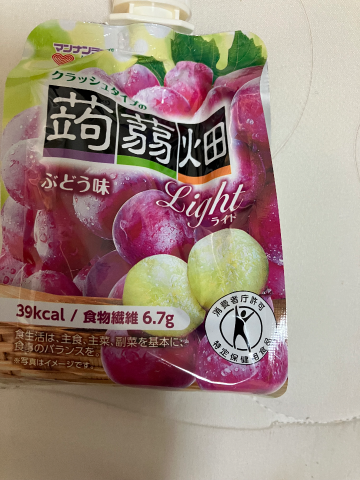 マンナンライフ
クラッシュタイプの
蒟蒻畑
ぶどう味
Light
ライト
39kcal / 食物繊維 6.7g
消費者庁許可
特定保健用食品
食生活は、主食、主菜、副菜を基本に、
食事のバランスを。
※写真はイメージです。